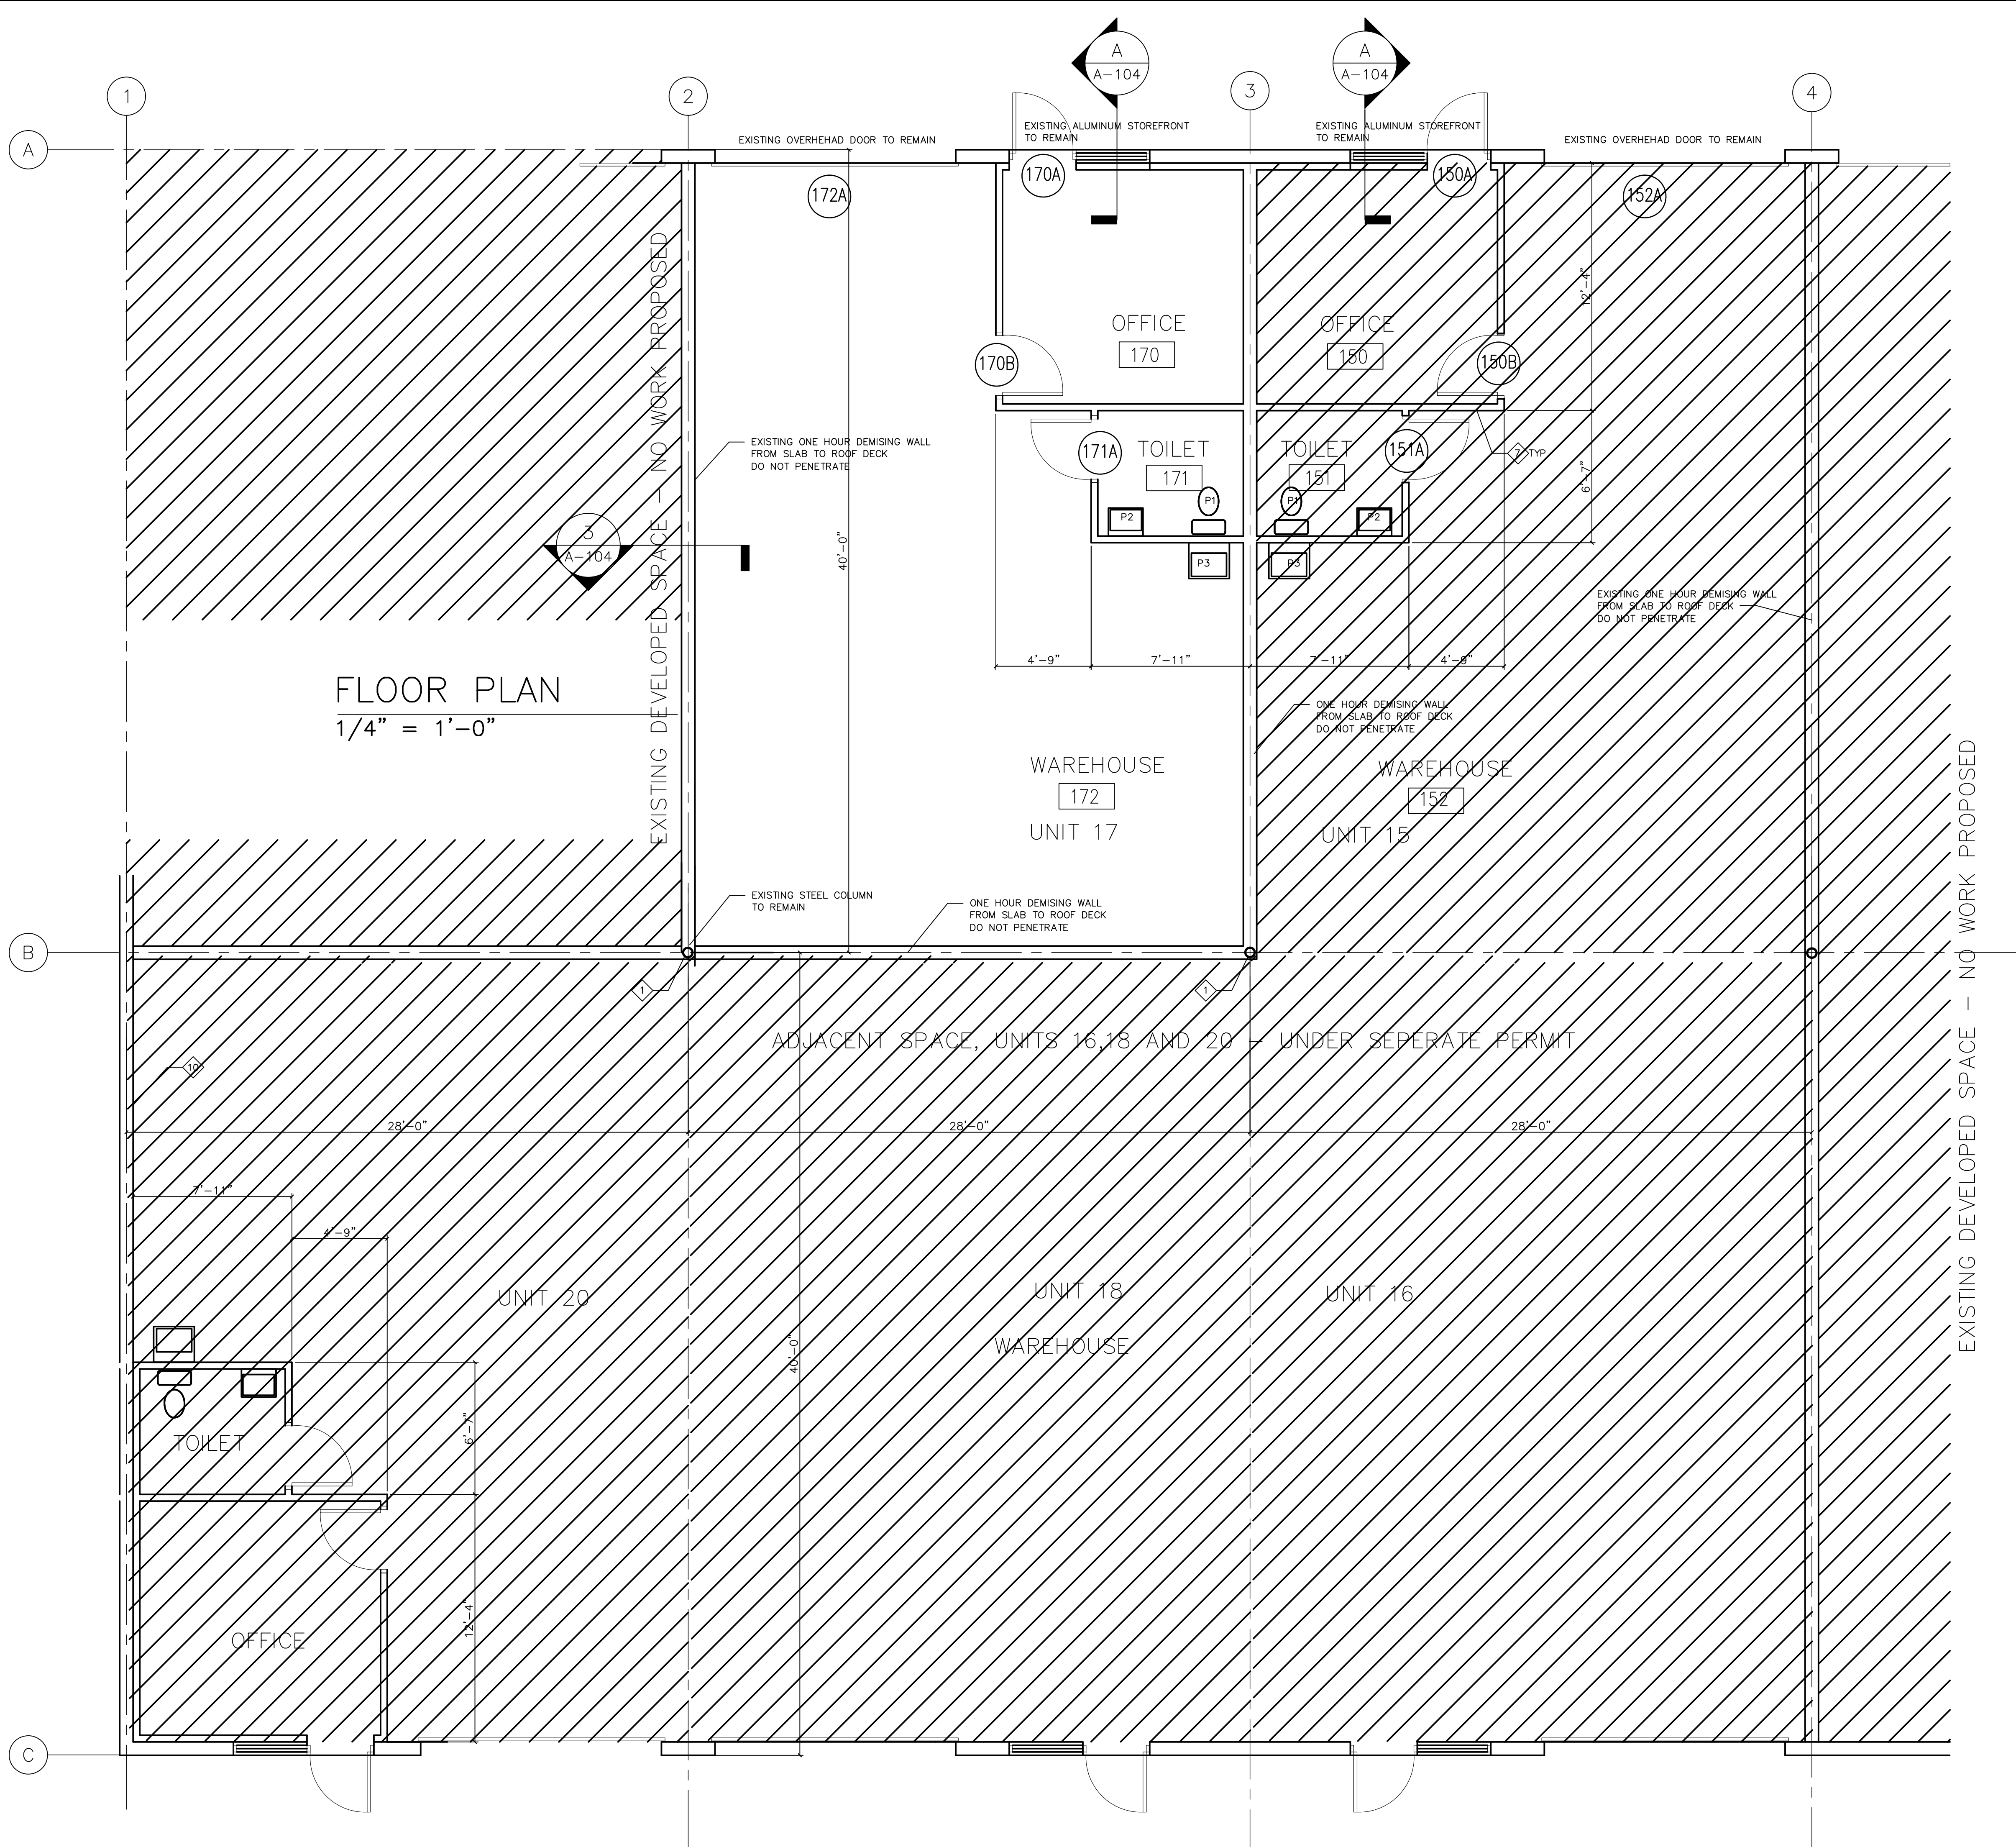 A
A-104
A
A-104
1
2
3
4
A
EXISTING OVERHEHAD DOOR TO REMAIN
EXISTING ALUMINUM STOREFRONT
TO REMAIN
EXISTING ALUMINUM STOREFRONT
TO REMAIN
EXISTING OVERHEHAD DOOR TO REMAIN
172A
170A
150A
152A
EXISTING DEVELOPED SPACE - NO WORK PROPOSED
12'-4"
OFFICE
170
OFFICE
150
170B
150B
EXISTING ONE HOUR DEMISING WALL
FROM SLAB TO ROOF DECK
DO NOT PENETRATE
171A
TOILET
171
TOILET
151
151A
7 TYP
6'-7"
P1
P1
P2
P2
3
A-104
40'-0"
P3
P3
EXISTING ONE HOUR DEMISING WALL
FROM SLAB TO ROOF DECK
DO NOT PENETRATE
4'-9"
7'-11"
7'-11"
4'-9"
FLOOR PLAN
1/4" = 1'-0"
ONE HOUR DEMISING WALL
FROM SLAB TO ROOF DECK
DO NOT PENETRATE
WAREHOUSE
172
UNIT 17
WAREHOUSE
152
UNIT 15
EXISTING DEVELOPED SPACE - NO WORK PROPOSED
EXISTING STEEL COLUMN
TO REMAIN
ONE HOUR DEMISING WALL
FROM SLAB TO ROOF DECK
DO NOT PENETRATE
B
1
1
ADJACENT SPACE, UNITS 16,18 AND 20 - UNDER SEPERATE PERMIT
10
28'-0"
28'-0"
28'-0"
7'-11"
4'-9"
UNIT 20
UNIT 18
UNIT 16
WAREHOUSE
40'-0"
6'-7"
TOILET
12'-4"
OFFICE
C